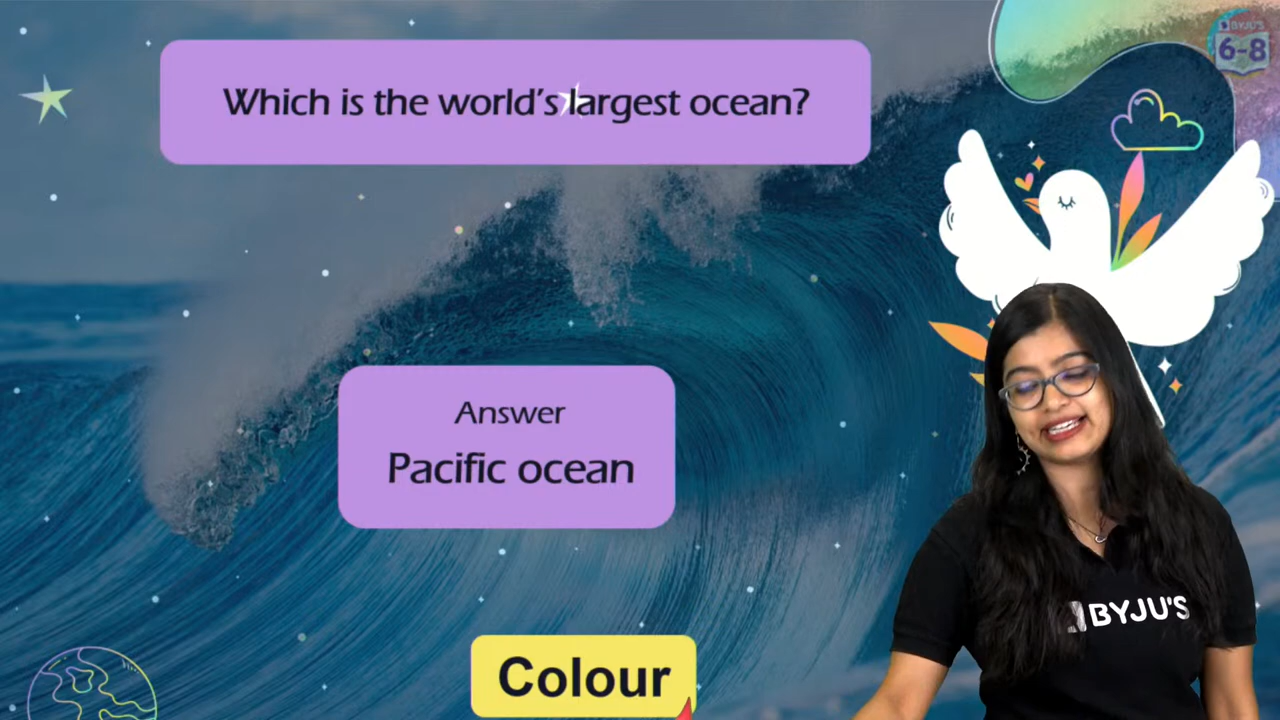 BYJU'S
6-8
Which is the world's largest ocean?
Answer
Pacific ocean
BYJU'S
Colour